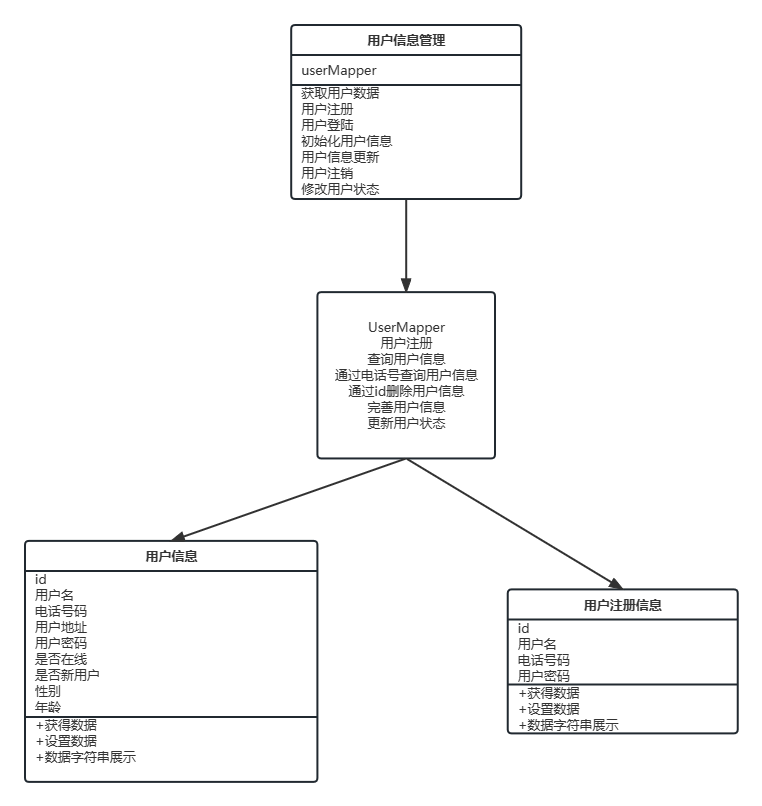 用户信息管理
userMapper
获取用户数据
用户注册
用户登陆
初始化用户信息
用户信息更新
用户注销
修改用户状态
UserMapper
用户注册
查询用户信息
通过电话号查询用户信息
通过id删除用户信息
完善用户信息
更新用户状态
用户信息
id
用户名
电话号码
用户地址
用户密码
是否在线
是否新用户
性别
年龄
+获得数据
+设置数据
+数据字符串展示
用户注册信息
id
用户名
电话号码
用户密码
+获得数据
+设置数据
+数据字符串展示